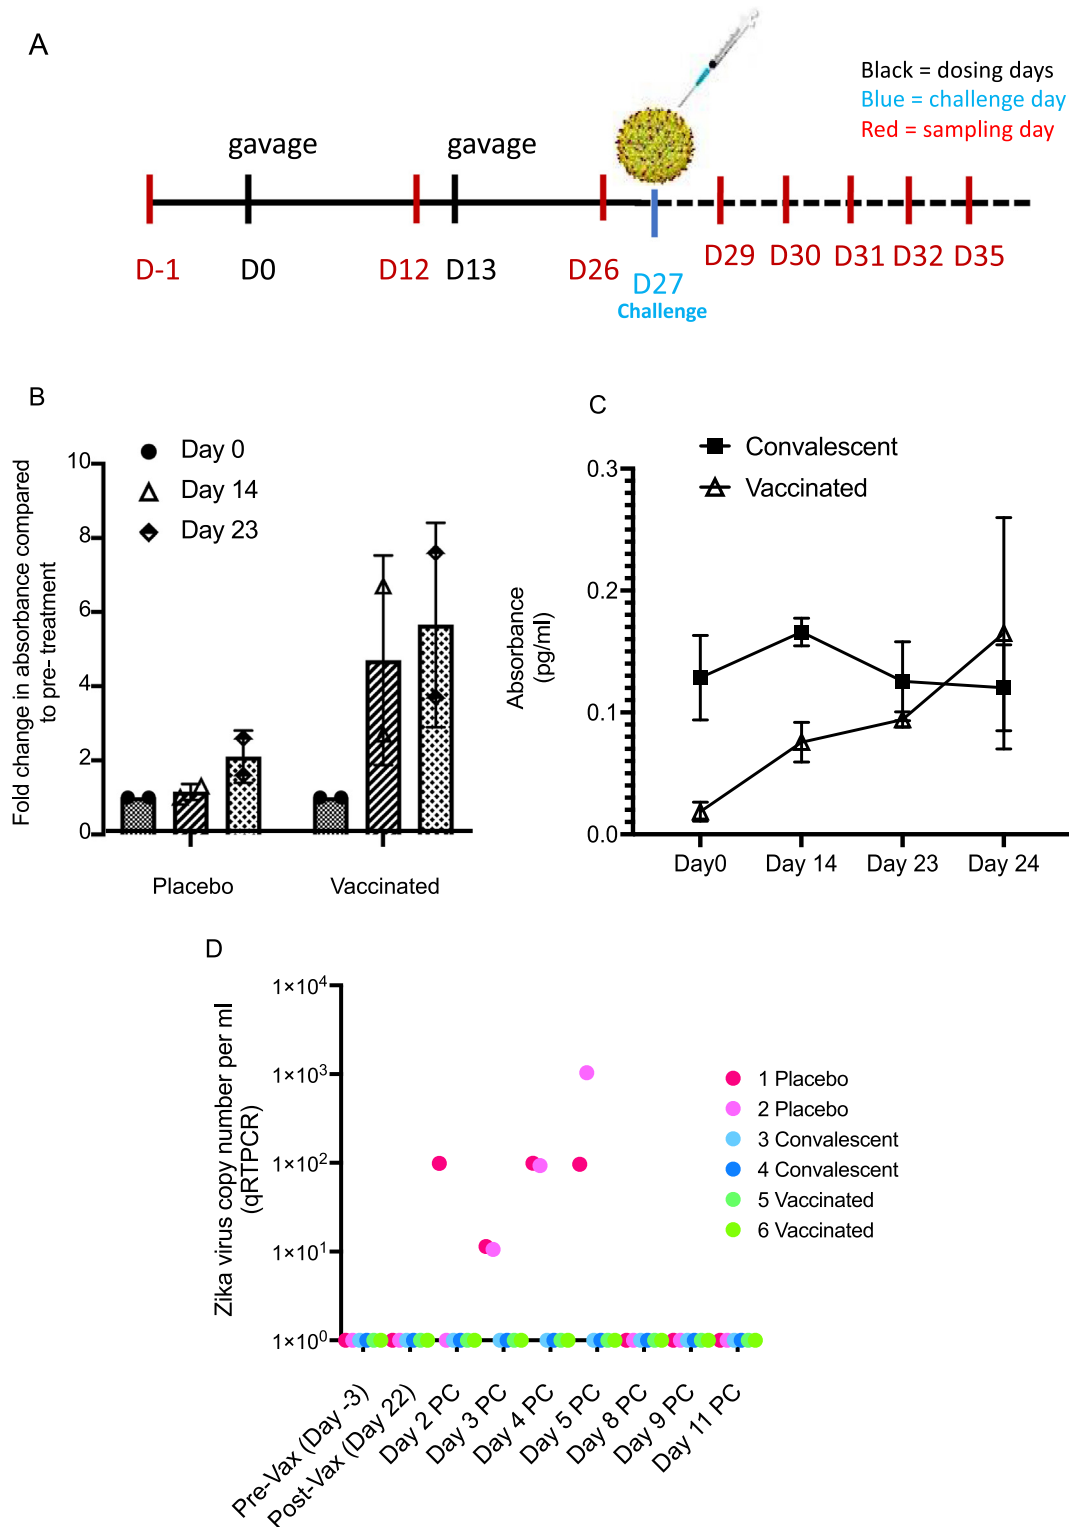 A
Black = dosing days
Blue = challenge day
Red = sampling day
gavage
gavage
D-1
D0
D12
D13
D26
D27
Challenge
D29
D30
D31
D32
D35
B
Day 0
Day 14
Day 23
Fold change in absorbance compared
to pre- treatment
10
8
6
4
2
0
Placebo
Vaccinated
C
Convalescent
Vaccinated
Absorbance
(pg/ml)
0.3
0.2
0.1
0.0
Day0
Day 14
Day 23
Day 24
D
Zika virus copy number per ml
(qRTPCR)
1×10⁴
1×10³
1×10²
1×10¹
1×10⁰
1 Placebo
2 Placebo
3 Convalescent
4 Convalescent
5 Vaccinated
6 Vaccinated
Pre-Vax (Day -3)
Post-Vax (Day 22)
Day 2 PC
Day 3 PC
Day 4 PC
Day 5 PC
Day 8 PC
Day 9 PC
Day 11 PC